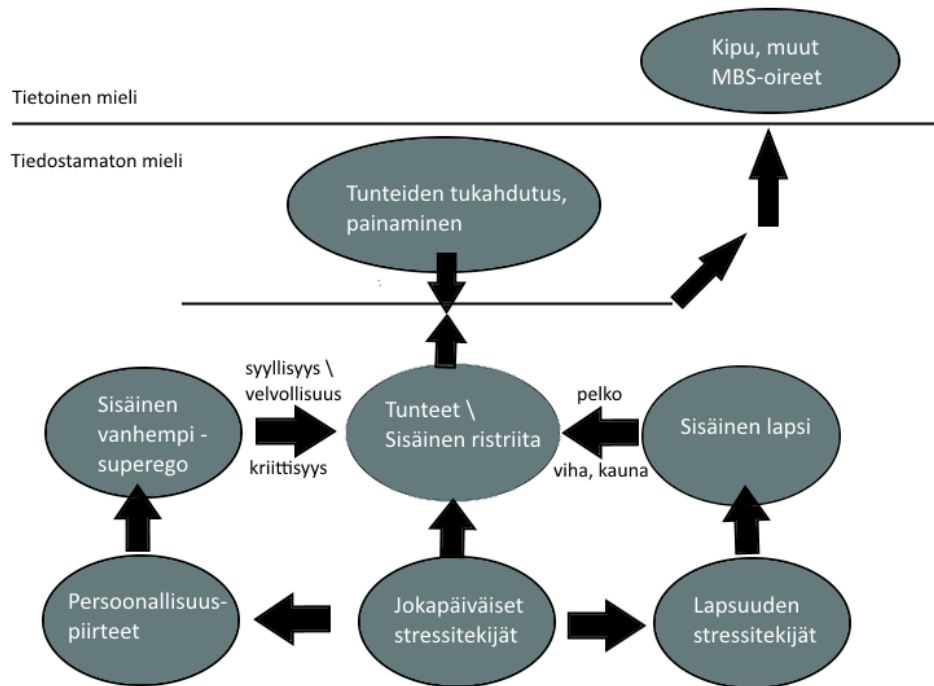 Kipu, muut
MBS-oireet
Tietoinen mieli
Tiedostamaton mieli
Tunteiden tukahdutus,
painaminen
syyllisyys \
velvollisuus
kriittisyys
Sisäinen
vanhempi -
superego
Tunteet \
Sisäinen ristriita
pelko
viha, kauna
Sisäinen lapsi
Persoonallisuus-
piirteet
Jokapäiväiset
stressitekijät
Lapsuuden
stressitekijät